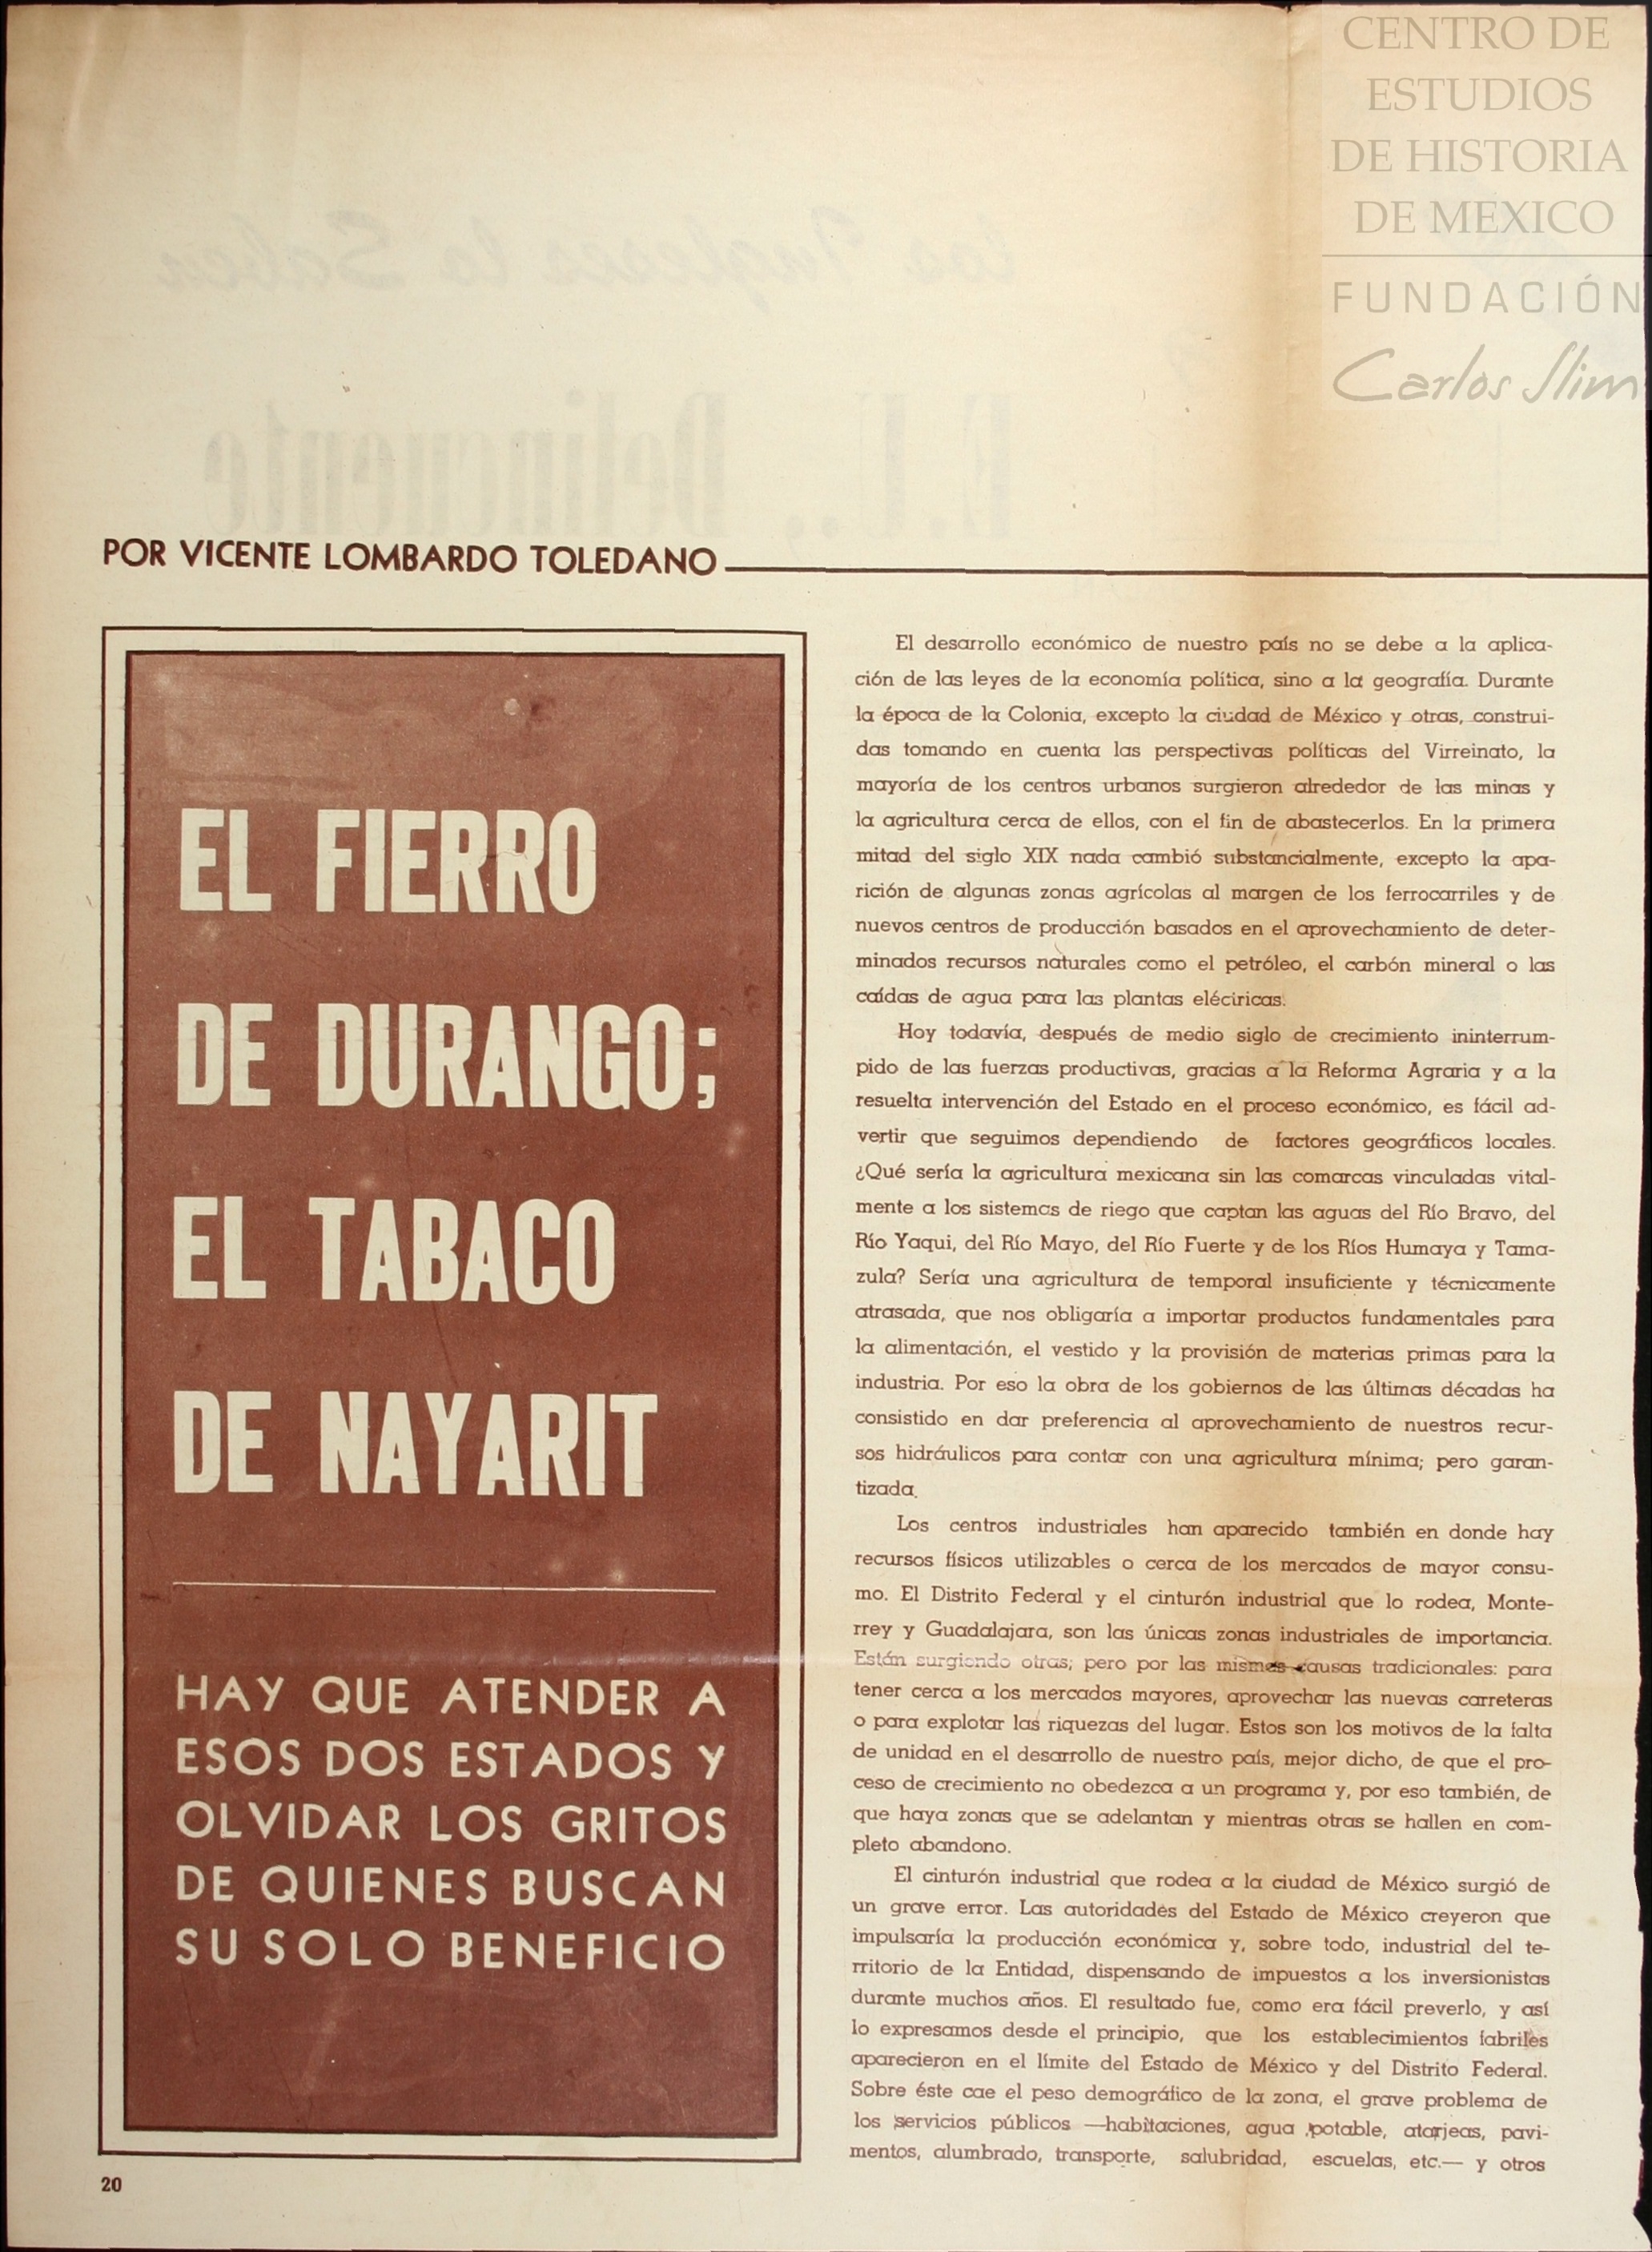 CENTRO DE
ESTUDIOS
DE HISTORIA
DE MEXICO
FUNDACIÓN
Carlos Slim
POR VICENTE LOMBARDO TOLEDANO
EL FIERRO
DE DURANGO;
EL TABACO
DE NAYARIT
HAY QUE ATENDER A
ESOS DOS ESTADOS Y
OLVIDAR LOS GRITOS
DE QUIENES BUSCAN
SU SOLO BENEFICIO
El desarrollo económico de nuestro país no se debe a la aplica-
ción de las leyes de la economía política, sino a la geografía. Durante
la época de la Colonia, excepto la ciudad de México y otras, construi-
das tomando en cuenta las perspectivas políticas del Virreinato, la
mayoría de los centros urbanos surgieron alrededor de las minas y
la agricultura cerca de ellos, con el fin de abastecerlos. En la primera
mitad del siglo XIX nada cambió substancialmente, excepto la apa-
rición de algunas zonas agrícolas al margen de los ferrocarriles y de
nuevos centros de producción basados en el aprovechamiento de deter-
minados recursos naturales como el petróleo, el carbón mineral o las
caídas de agua para las plantas eléctricas.
Hoy todavía, después de medio siglo de crecimiento ininterrum-
pido de las fuerzas productivas, gracias a la Reforma Agraria y a la
resuelta intervención del Estado en el proceso económico, es fácil ad-
vertir que seguimos dependiendo de factores geográficos locales.
¿Qué sería la agricultura mexicana sin las comarcas vinculadas vital-
mente a los sistemas de riego que captan las aguas del Río Bravo, del
Río Yaqui, del Río Mayo, del Río Fuerte y de los Ríos Humaya y Tama-
zula? Sería una agricultura de temporal insuficiente y técnicamente
atrasada, que nos obligaría a importar productos fundamentales para
la alimentación, el vestido y la provisión de materias primas para la
industria. Por eso la obra de los gobiernos de las últimas décadas ha
consistido en dar preferencia al aprovechamiento de nuestros recur-
sos hidráulicos para contar con una agricultura mínima; pero garan-
tizada.
Los centros industriales han aparecido también en donde hay
recursos físicos utilizables o cerca de los mercados de mayor consu-
mo. El Distrito Federal y el cinturón industrial que lo rodea, Monte-
rrey y Guadalajara, son las únicas zonas industriales de importancia.
Están surgiendo otras; pero por las mismas causas tradicionales: para
tener cerca a los mercados mayores, aprovechar las nuevas carreteras
o para explotar las riquezas del lugar. Estos son los motivos de la falta
de unidad en el desarrollo de nuestro país, mejor dicho, de que el pro-
ceso de crecimiento no obedezca a un programa y, por eso también, de
que haya zonas que se adelantan y mientras otras se hallen en com-
pleto abandono.
El cinturón industrial que rodea a la ciudad de México surgió de
un grave error. Las autoridades del Estado de México creyeron que
impulsaría la producción económica y, sobre todo, industrial del te-
rritorio de la Entidad, dispensando de impuestos a los inversionistas
durante muchos años. El resultado fue, como era fácil preverlo, y así
lo expresamos desde el principio, que los establecimientos fabriles
aparecieron en el límite del Estado de México y del Distrito Federal.
Sobre éste cae el peso demográfico de la zona, el grave problema de
los servicios públicos —habitaciones, agua potable, atarjeas, pavi-
mentos, alumbrado, transporte, salubridad, escuelas, etc.— y otros
20